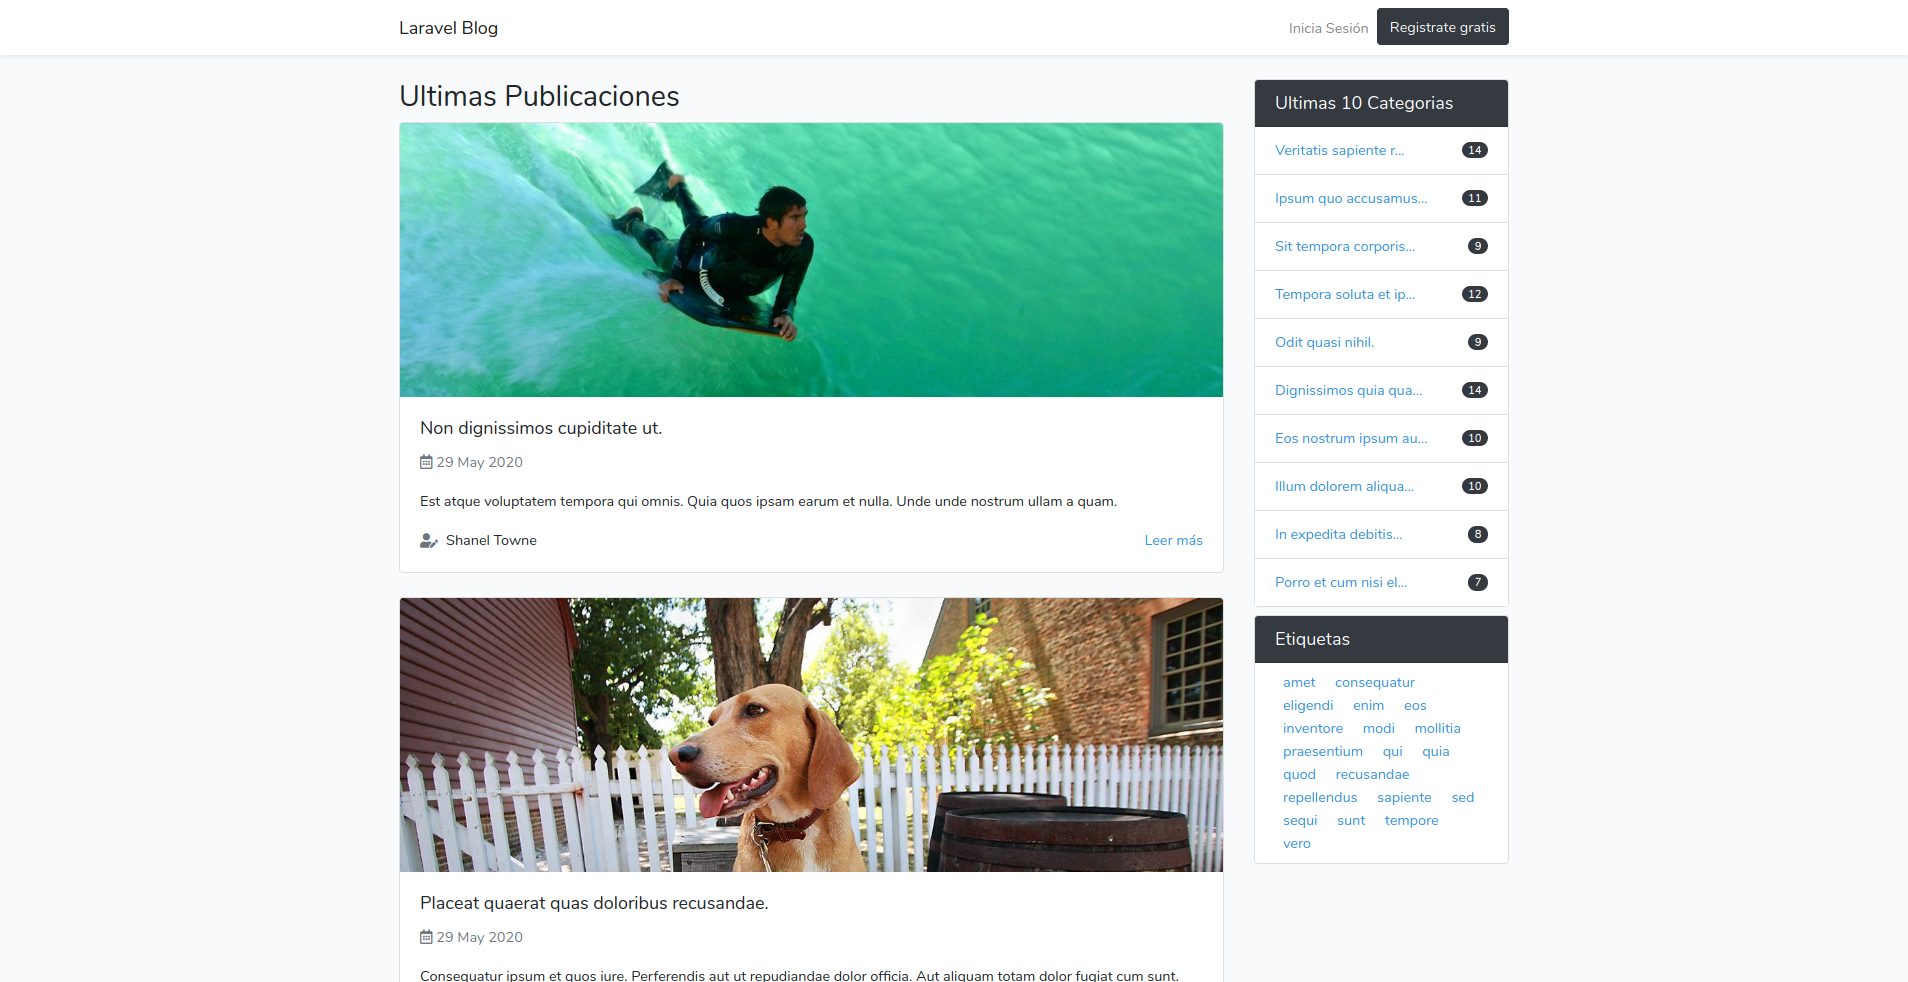 Laravel Blog
Inicia Sesión
Registrate gratis
Ultimas Publicaciones
Non dignissimos cupiditate ut.
29 May 2020
Est atque voluptatem tempora qui omnis. Quia quos ipsam earum et nulla. Unde unde nostrum ullam a quam.
Shanel Towne
Leer más
Placeat quaerat quas doloribus recusandae.
29 May 2020
Consequatur ipsum et quos iure. Perferendis aut ut repudiandae dolor officia. Aut aliquam totam dolor fugiat cum sunt.
Ultimas 10 Categorias
Veritatis sapiente r... 14
Ipsum quo accusamus... 11
Sit tempora corporis... 9
Tempora soluta et ip... 12
Odit quasi nihil. 9
Dignissimos quia qua... 14
Eos nostrum ipsum au... 10
Illum dolorem aliqua... 10
In expedita debitis... 8
Porro et cum nisi el... 7
Etiquetas
amet consequatur
eligendi enim eos
inventore modi mollitia
praesentium qui quia
quod recusandae
repellendus sapiente sed
sequi sunt tempore
vero